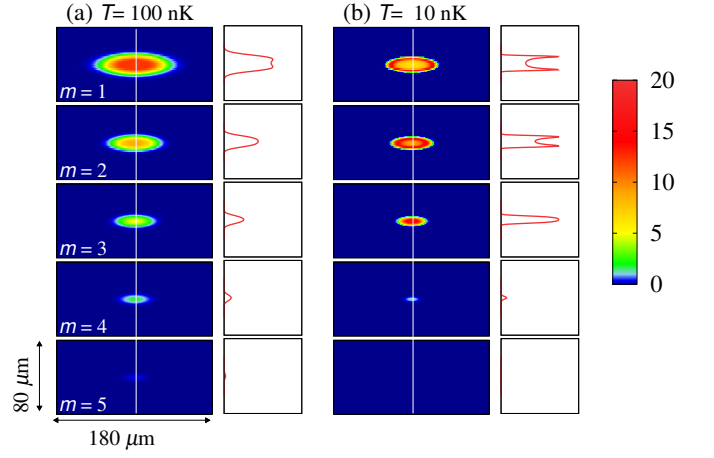 (a) T= 100 nK
(b) T= 10 nK
m = 1
m = 2
m = 3
m = 4
m = 5
20
15
10
5
0
80 μm
180 μm